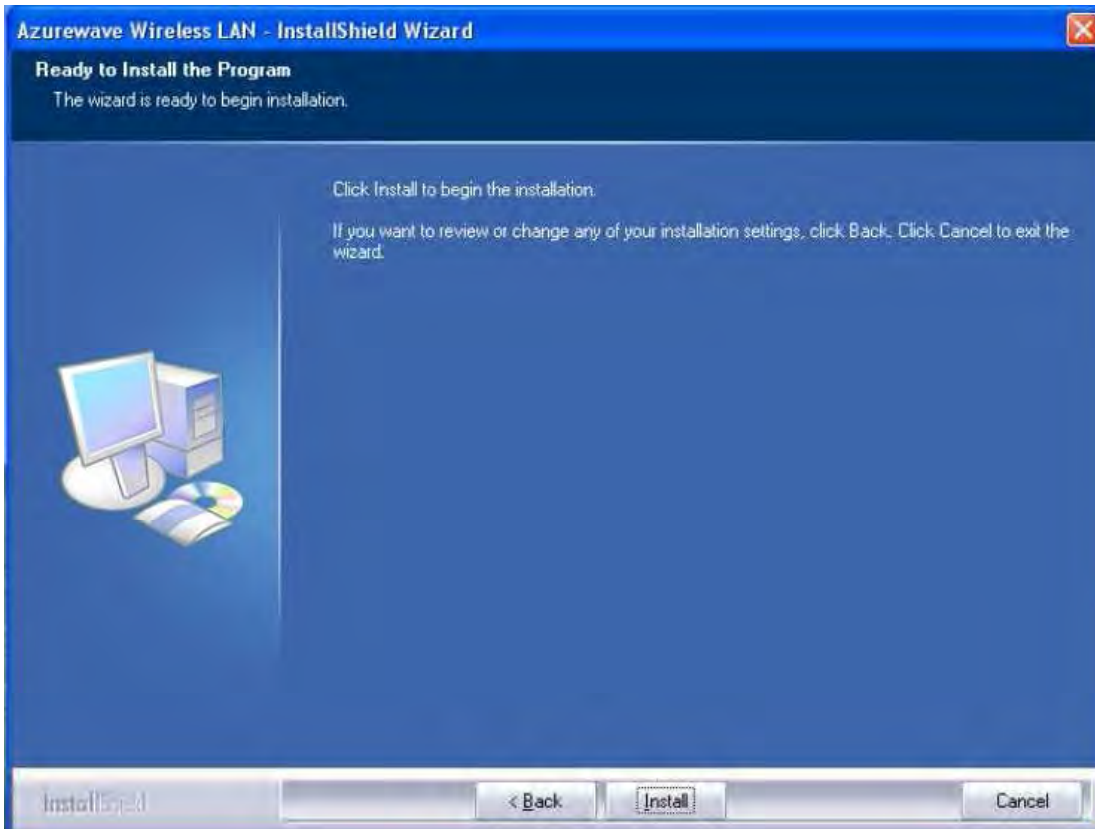 Azurewave Wireless LAN - InstallShield Wizard
Ready to Install the Program
The wizard is ready to begin installation.
Click Install to begin the installation.
If you want to review or change any of your installation settings, click Back. Click Cancel to exit the
wizard.
InstallShield
< Back
Install
Cancel